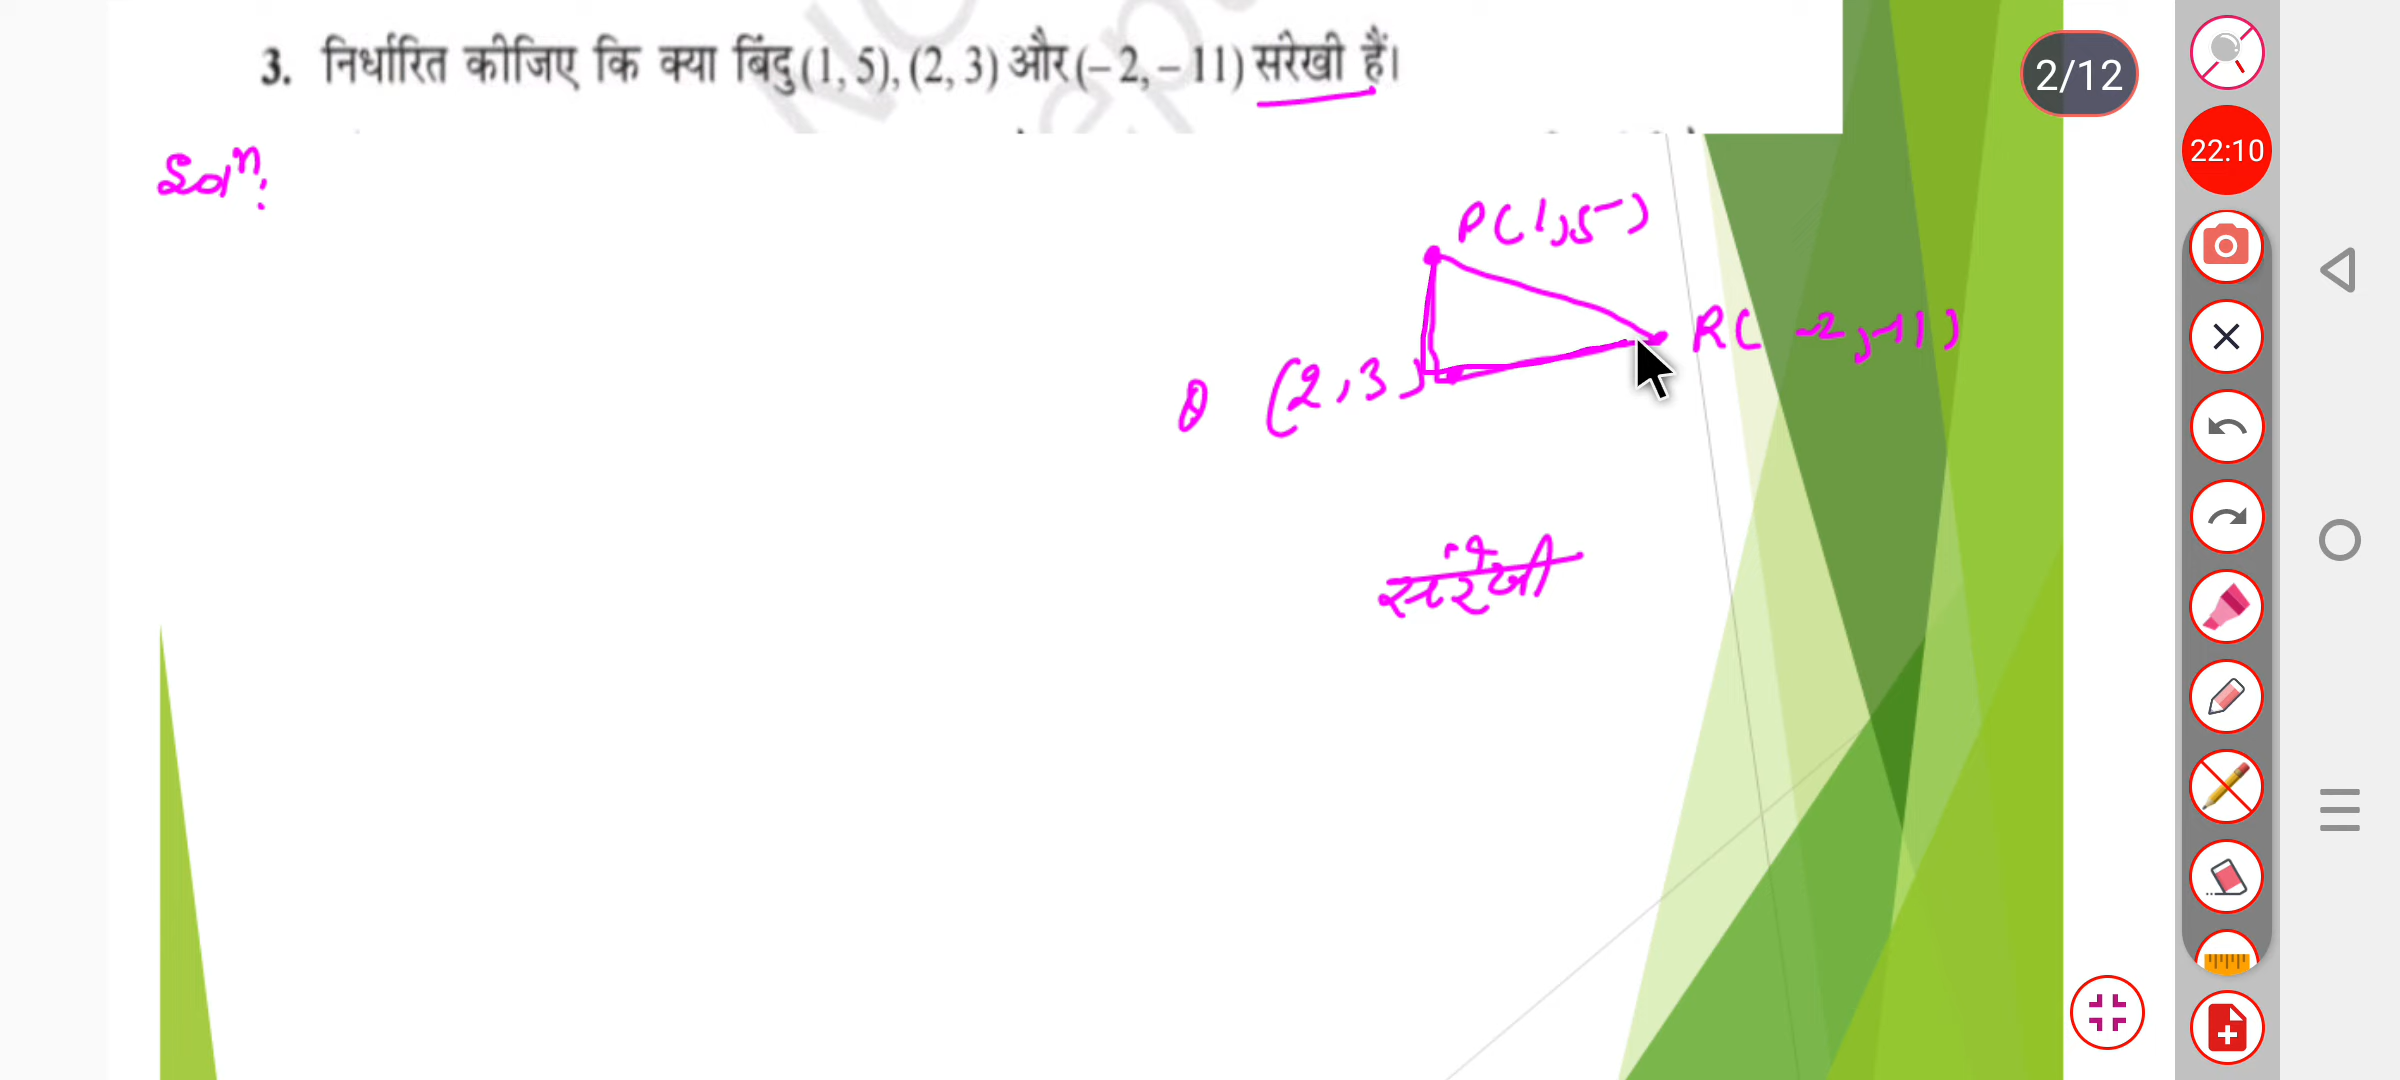 3. निर्धारित कीजिए कि क्या बिंदु (1, 5), (2, 3) और (– 2, – 11) सरेखी हैं।
2/12
22:10
Solⁿ:
P(1,5)
R( -2,-11)
Q (2,3)
संरेखी